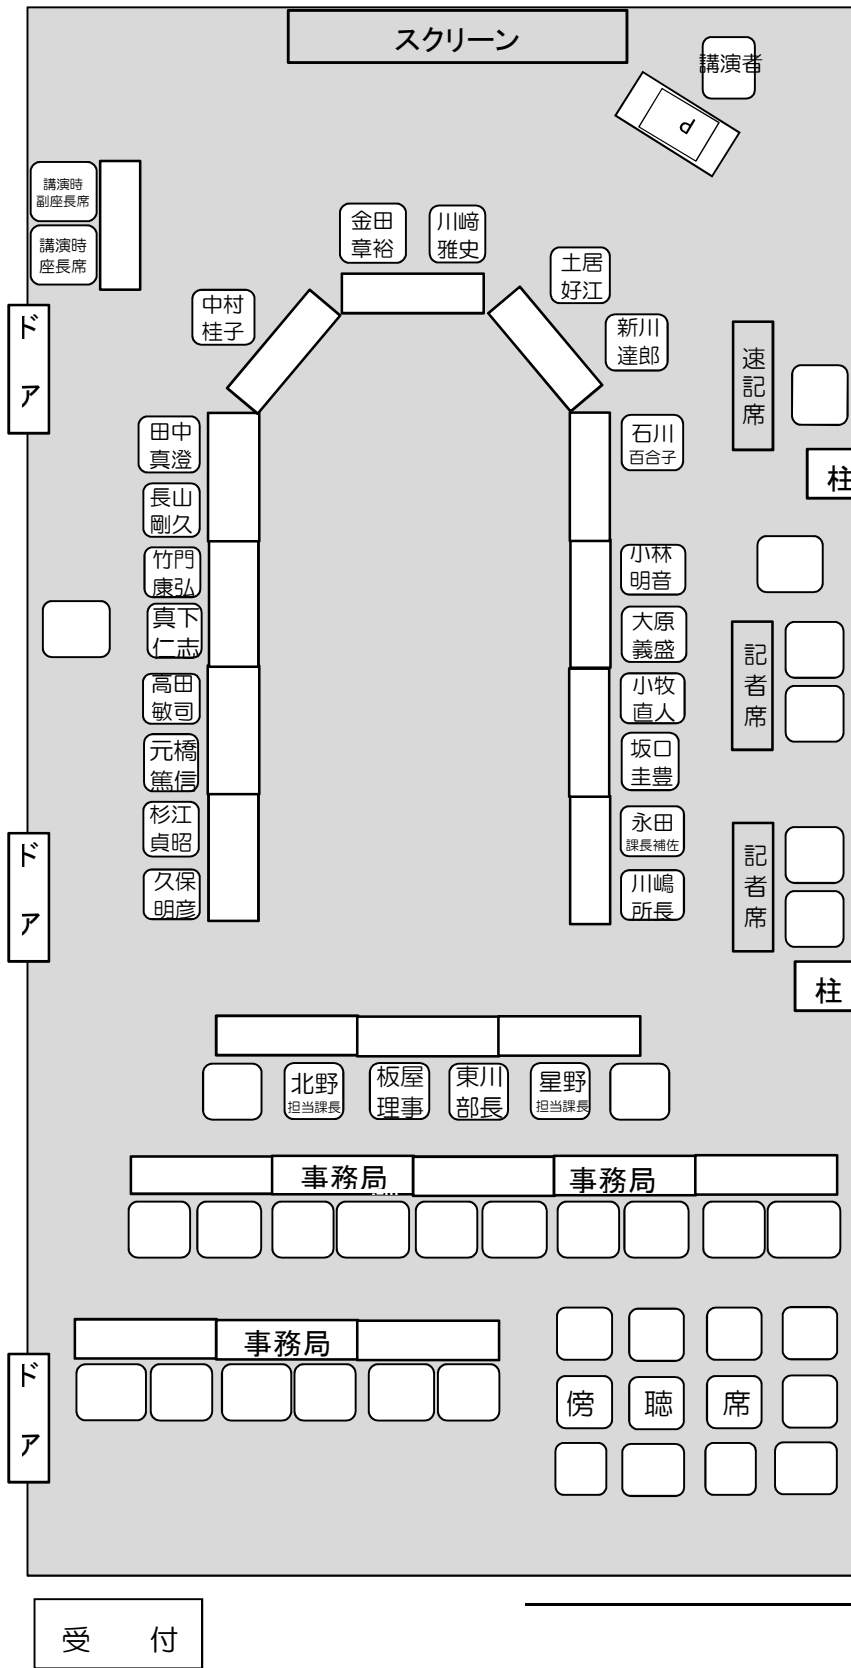 スクリーン
講演者
P
講演時
副座長席
講演時
座長席
金田
章裕
川﨑
雅史
土居
好江
中村
桂子
新川
達郎
ドア
速記席
田中
真澄
石川
百合子
柱
長山
剛久
竹門
康弘
小林
明音
真下
仁志
大原
義盛
記者席
高田
敏司
小牧
直人
元橋
篤信
坂口
圭豊
杉江
貞昭
永田
課長補佐
ドア
記者席
久保
明彦
川嶋
所長
柱
北野
担当課長
板屋
理事
東川
部長
星野
担当課長
事務局
事務局
事務局
ドア
傍聴席
受付